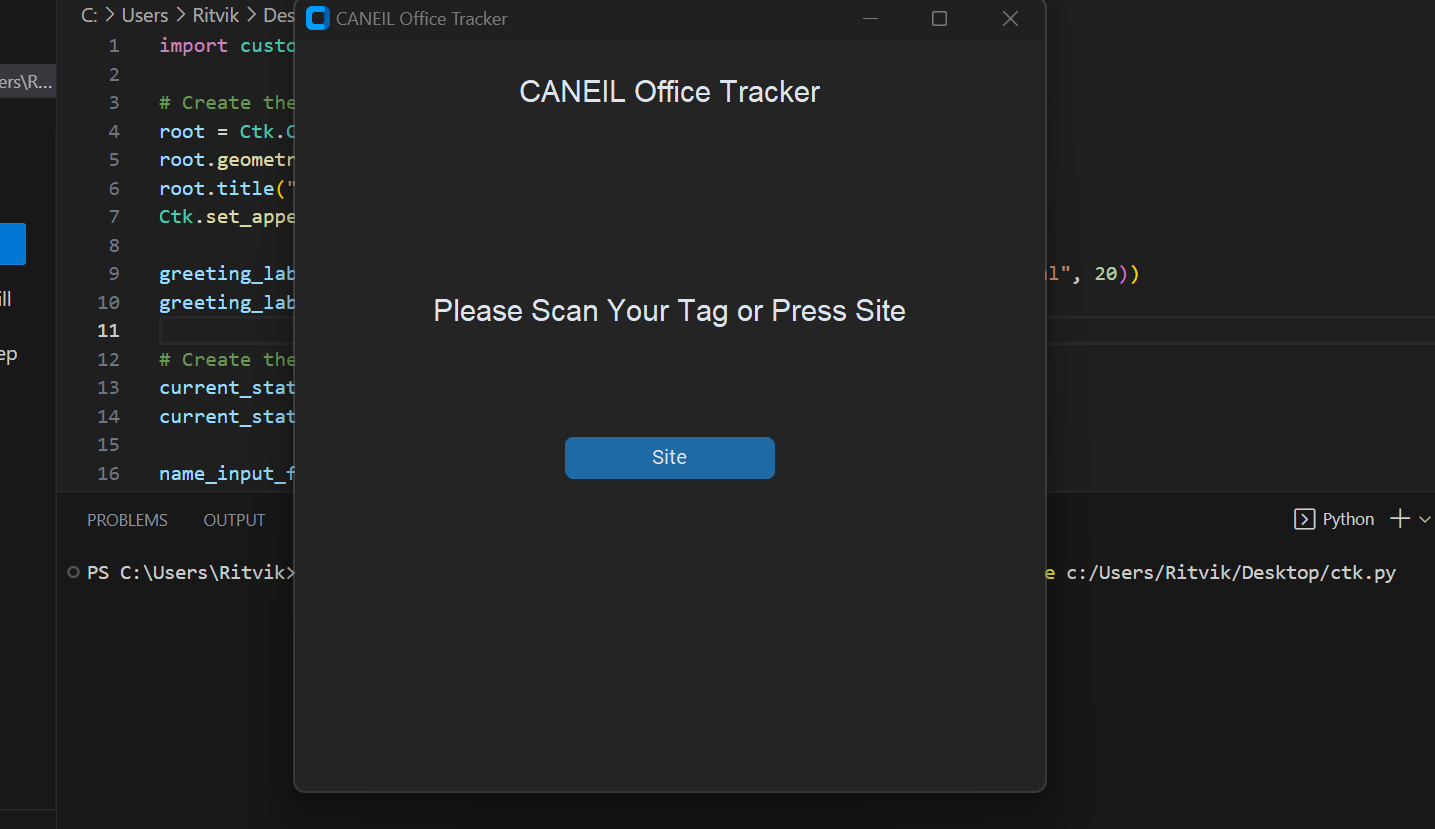 C: > Users > Ritvik > Des
CANEIL Office Tracker
ers\R...
ill
ep
1 import custo
2
3 # Create the
4 root = Ctk.C
5 root.geometr
6 root.title("
7 Ctk.set_appe
8
9 greeting_lab
l", 20))
10 greeting_lab
11
12 # Create the
13 current_stat
14 current_stat
15
16 name_input_f
CANEIL Office Tracker
Please Scan Your Tag or Press Site
Site
PROBLEMS OUTPUT
Python
PS C:\Users\Ritvik>
e c:/Users/Ritvik/Desktop/ctk.py